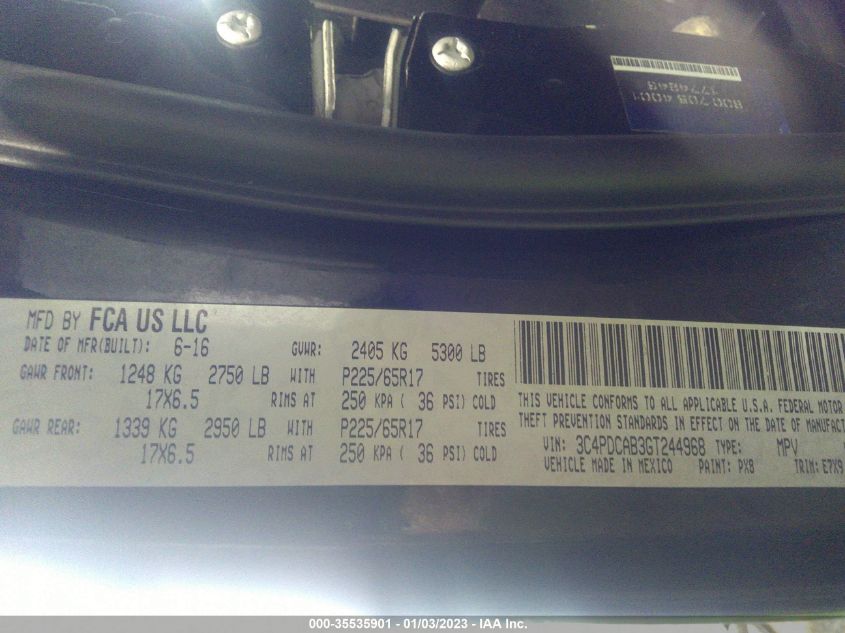 MFD BY FCA US LLC
DATE OF MFR(BUILT): 6-16 GVWR: 2405 KG 5300 LB
GAWR FRONT: 1248 KG 2750 LB WITH P225/65R17 TIRES
17X6.5 RIMS AT 250 KPA ( 36 PSI) COLD
GAWR REAR: 1339 KG 2950 LB WITH P225/65R17 TIRES
17X6.5 RIMS AT 250 KPA ( 36 PSI) COLD
THIS VEHICLE CONFORMS TO ALL APPLICABLE U.S.A. FEDERAL MOTOR
THEFT PREVENTION STANDARDS IN EFFECT ON THE DATE OF MANUFACT
VIN: 3C4PDCAB3GT244968 TYPE: MPV
VEHICLE MADE IN MEXICO PAINT: PX8 TRIM: E7X9
000-35535901 - 01/03/2023 - IAA Inc.